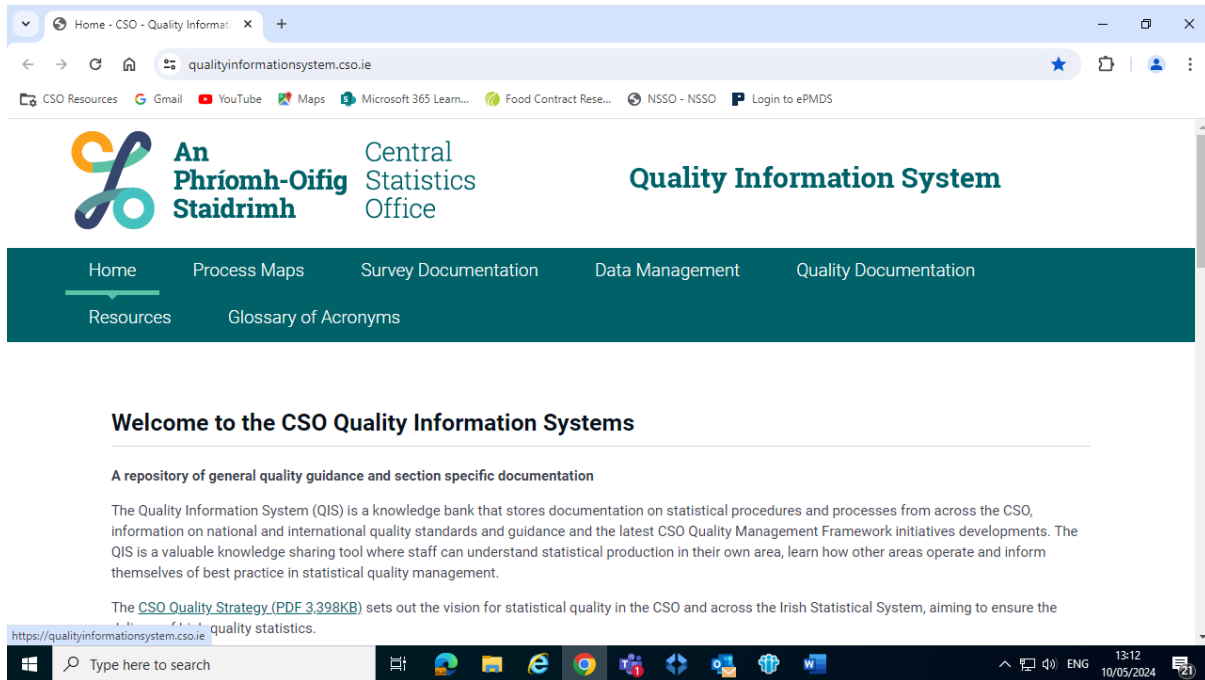 Home - CSO - Quality Informati
qualityinformationsystem.cso.ie
CSO Resources Gmail YouTube Maps Microsoft 365 Learn... Food Contract Rese... NSSO - NSSO Login to ePMDS
An
Phríomh-Oifig
Staidrimh
Central
Statistics
Office
Quality Information System
Home Process Maps Survey Documentation Data Management Quality Documentation
Resources Glossary of Acronyms
Welcome to the CSO Quality Information Systems
A repository of general quality guidance and section specific documentation
The Quality Information System (QIS) is a knowledge bank that stores documentation on statistical procedures and processes from across the CSO,
information on national and international quality standards and guidance and the latest CSO Quality Management Framework initiatives developments. The
QIS is a valuable knowledge sharing tool where staff can understand statistical production in their own area, learn how other areas operate and inform
themselves of best practice in statistical quality management.
The CSO Quality Strategy (PDF 3,398KB) sets out the vision for statistical quality in the CSO and across the Irish Statistical System, aiming to ensure the
quality statistics.
https://qualityinformationsystem.cso.ie
Type here to search
ENG
13:12
10/05/2024
21